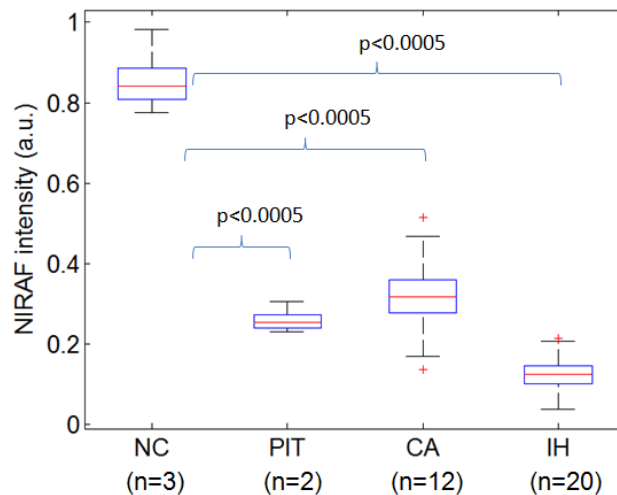 1
p<0.0005
0.8
p<0.0005
0.6
p<0.0005
0.4
0.2
0
NIRAF intensity (a.u.)
NC PIT CA IH
(n=3) (n=2) (n=12) (n=20)